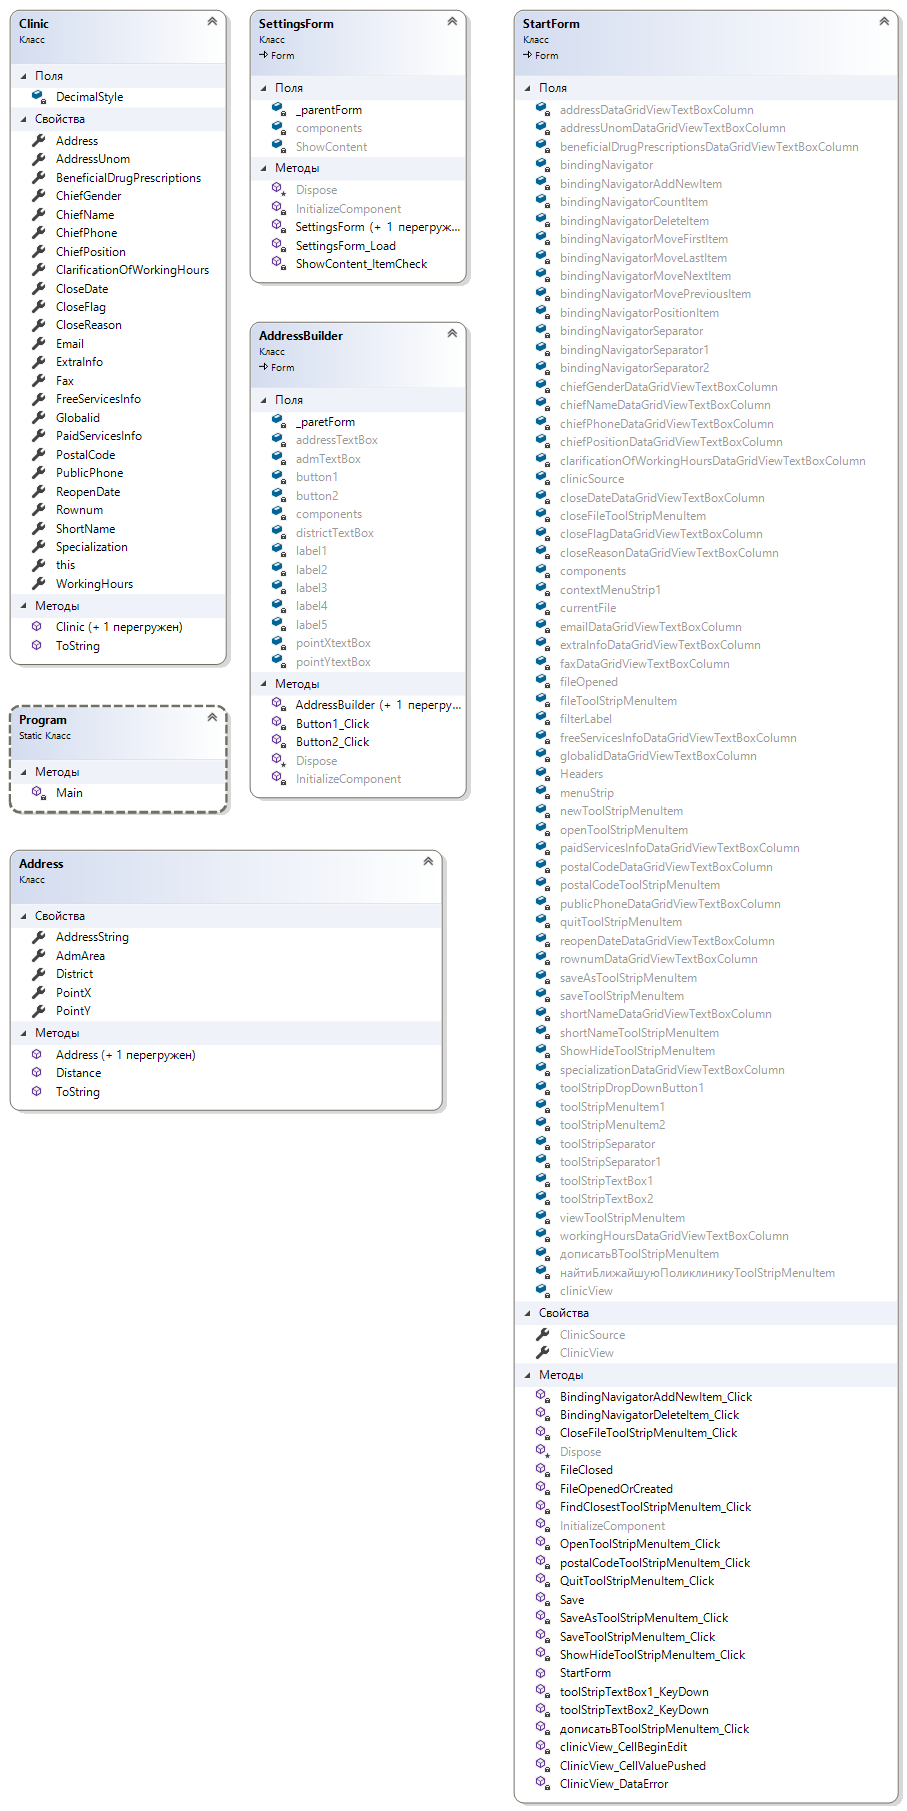 Clinic
Класс
Поля
DecimalStyle
Свойства
Address
AddressUnom
BeneficialDrugPrescriptions
ChiefGender
ChiefName
ChiefPhone
ChiefPosition
ClarificationOfWorkingHours
CloseDate
CloseFlag
CloseReason
Email
ExtraInfo
Fax
FreeServicesInfo
Globalid
PaidServicesInfo
PostalCode
PublicPhone
ReopenDate
Rownum
ShortName
Specialization
this
WorkingHours
Методы
Clinic (+ 1 перегружен)
ToString
Program
Static Класс
Методы
Main
Address
Класс
Свойства
AddressString
AdmArea
District
PointX
PointY
Методы
Address (+ 1 перегружен)
Distance
ToString
SettingsForm
Класс
Form
Поля
_parentForm
components
ShowContent
Методы
Dispose
InitializeComponent
SettingsForm (+ 1 перегруж...
SettingsForm_Load
ShowContent_ItemCheck
AddressBuilder
Класс
Form
Поля
_paretForm
addressTextBox
admTextBox
button1
button2
components
districtTextBox
label1
label2
label3
label4
label5
pointXtextBox
pointYtextBox
Методы
AddressBuilder (+ 1 перегру...
Button1_Click
Button2_Click
Dispose
InitializeComponent
StartForm
Класс
Form
Поля
addressDataGridViewTextBoxColumn
addressUnomDataGridViewTextBoxColumn
beneficialDrugPrescriptionsDataGridViewTextBoxColumn
bindingNavigator
bindingNavigatorAddNewItem
bindingNavigatorCountItem
bindingNavigatorDeleteItem
bindingNavigatorMoveFirstItem
bindingNavigatorMoveLastItem
bindingNavigatorMoveNextItem
bindingNavigatorMovePreviousItem
bindingNavigatorPositionItem
bindingNavigatorSeparator
bindingNavigatorSeparator1
bindingNavigatorSeparator2
chiefGenderDataGridViewTextBoxColumn
chiefNameDataGridViewTextBoxColumn
chiefPhoneDataGridViewTextBoxColumn
chiefPositionDataGridViewTextBoxColumn
clarificationOfWorkingHoursDataGridViewTextBoxColumn
clinicSource
closeDateDataGridViewTextBoxColumn
closeFileToolStripMenuItem
closeFlagDataGridViewTextBoxColumn
closeReasonDataGridViewTextBoxColumn
components
contextMenuStrip1
currentFile
emailDataGridViewTextBoxColumn
extraInfoDataGridViewTextBoxColumn
faxDataGridViewTextBoxColumn
fileOpened
fileToolStripMenuItem
filterLabel
freeServicesInfoDataGridViewTextBoxColumn
globalidDataGridViewTextBoxColumn
Headers
menuStrip
newToolStripMenuItem
openToolStripMenuItem
paidServicesInfoDataGridViewTextBoxColumn
postalCodeDataGridViewTextBoxColumn
postalCodeToolStripMenuItem
publicPhoneDataGridViewTextBoxColumn
quitToolStripMenuItem
reopenDateDataGridViewTextBoxColumn
rownumDataGridViewTextBoxColumn
saveAsToolStripMenuItem
saveToolStripMenuItem
shortNameDataGridViewTextBoxColumn
shortNameToolStripMenuItem
ShowHideToolStripMenuItem
specializationDataGridViewTextBoxColumn
toolStripDropDownButton1
toolStripMenuItem1
toolStripMenuItem2
toolStripSeparator
toolStripSeparator1
toolStripTextBox1
toolStripTextBox2
viewToolStripMenuItem
workingHoursDataGridViewTextBoxColumn
дописатьВToolStripMenuItem
найтиБлижайшуюПоликлиникуToolStripMenuItem
clinicView
Свойства
ClinicSource
ClinicView
Методы
BindingNavigatorAddNewItem_Click
BindingNavigatorDeleteItem_Click
CloseFileToolStripMenuItem_Click
Dispose
FileClosed
FileOpenedOrCreated
FindClosestToolStripMenuItem_Click
InitializeComponent
OpenToolStripMenuItem_Click
postalCodeToolStripMenuItem_Click
QuitToolStripMenuItem_Click
Save
SaveAsToolStripMenuItem_Click
SaveToolStripMenuItem_Click
ShowHideToolStripMenuItem_Click
StartForm
toolStripTextBox1_KeyDown
toolStripTextBox2_KeyDown
дописатьВToolStripMenuItem_Click
clinicView_CellBeginEdit
ClinicView_CellValuePushed
ClinicView_DataError